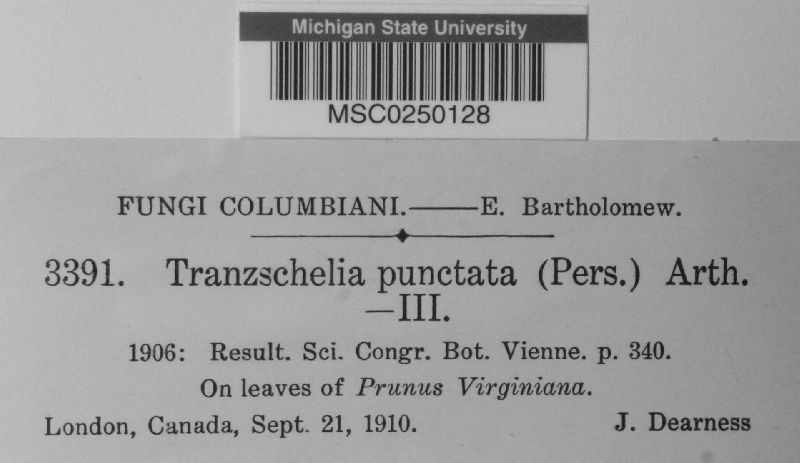 Michigan State University
MSC0250128
FUNGI COLUMBIANI.——E. Bartholomew.
3391. Tranzschelia punctata (Pers.) Arth.
—III.
1906: Result. Sci. Congr. Bot. Vienne. p. 340.
On leaves of Prunus Virginiana.
London, Canada, Sept. 21, 1910. J. Dearness